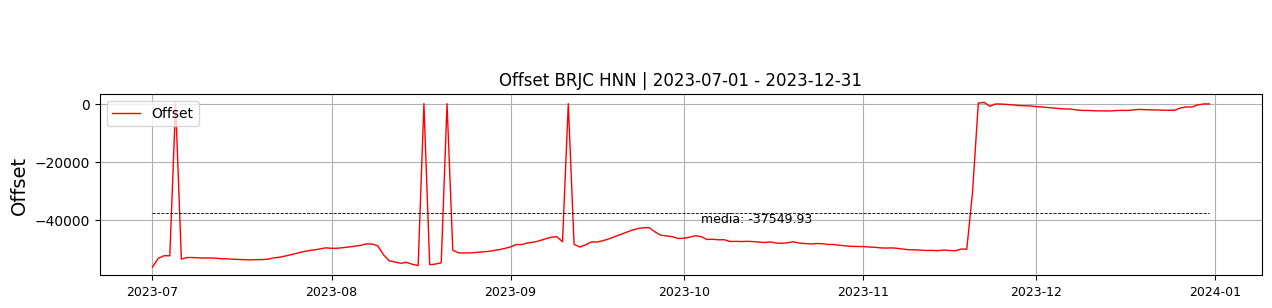 Offset BRJC HNN | 2023-07-01 - 2023-12-31
Offset
Offset
0
−20000
−40000
media: -37549.93
2023-07
2023-08
2023-09
2023-10
2023-11
2023-12
2024-01